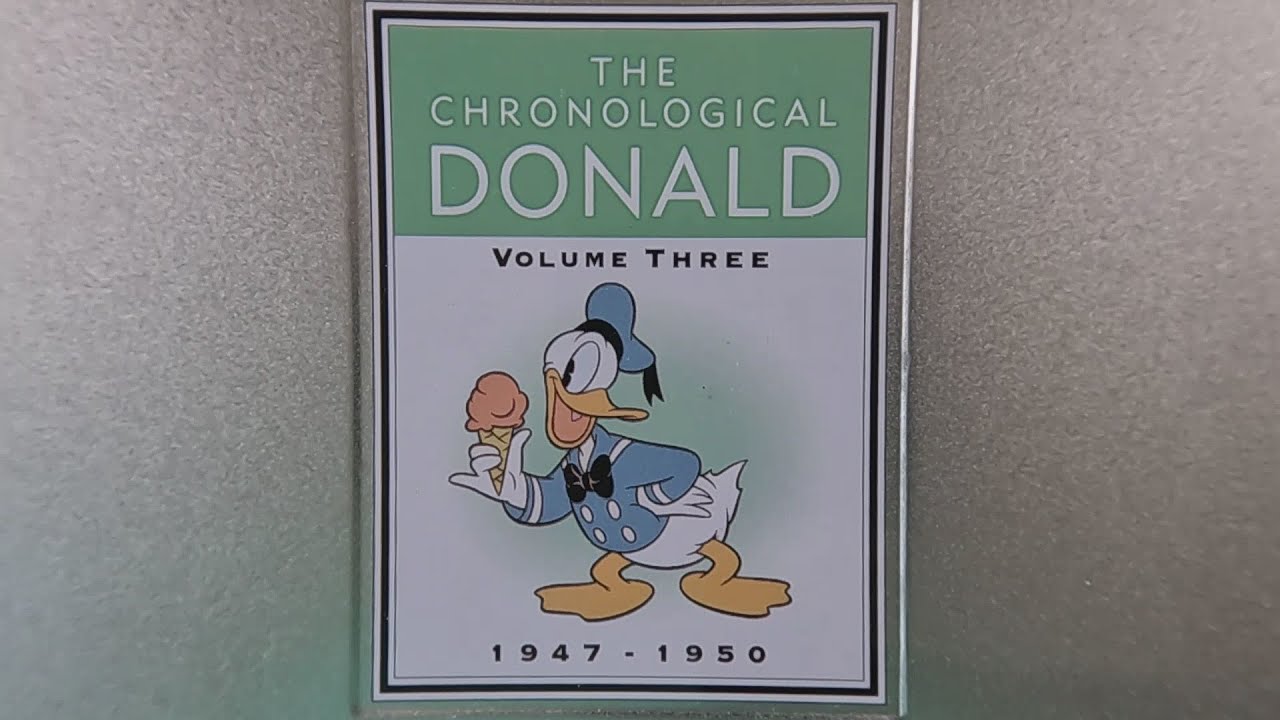 THE
CHRONOLOGICAL
DONALD
VOLUME THREE
1947 - 1950